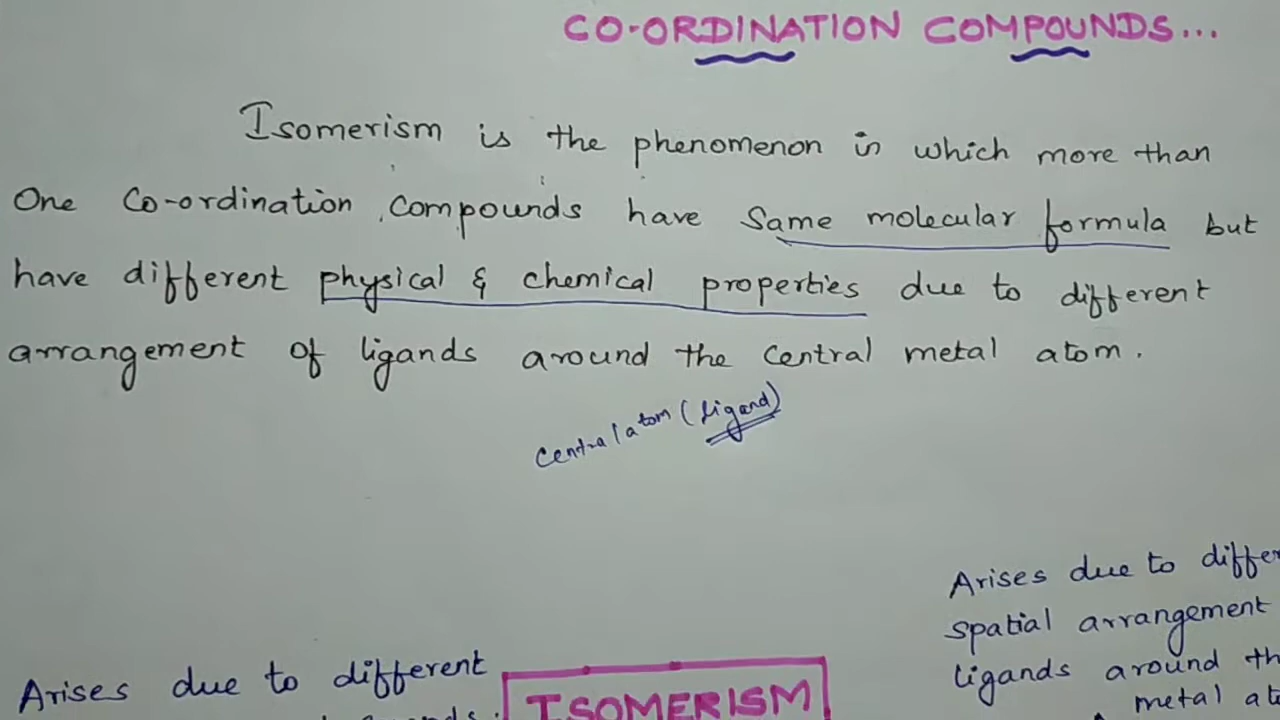 CO-ORDINATION COMPOUNDS...
Isomerism is the phenomenon in which more than
One Co-ordination compounds have same molecular formula but
have different physical & chemical properties due to different
arrangement of ligands around the central metal atom.
Central atom (ligand)
Arises due to differe
spatial arrangement
ligands around th
metal at
Arises due to different
ISOMERISM